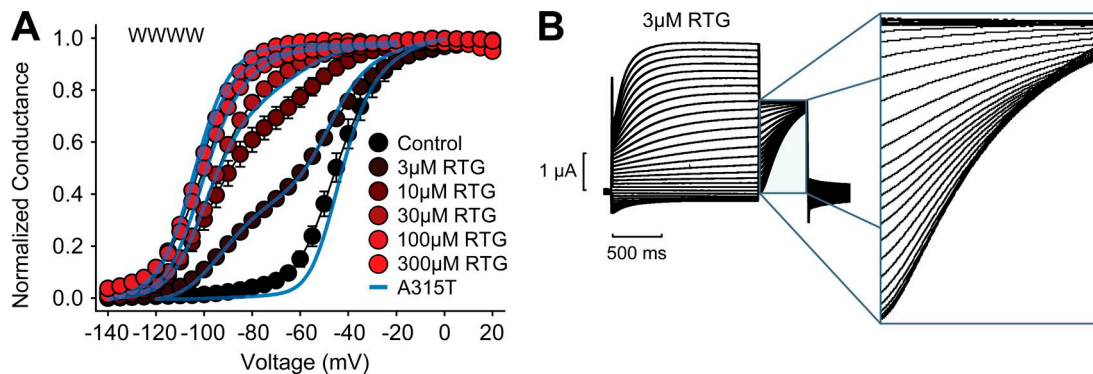 A
WWWW
Normalized Conductance
1.0
0.8
0.6
0.4
0.2
0.0
Control
3µM RTG
10µM RTG
30µM RTG
100µM RTG
300µM RTG
A315T
-140 -120 -100 -80 -60 -40 -20 0 20
Voltage (mV)
B
3µM RTG
1 µA
500 ms